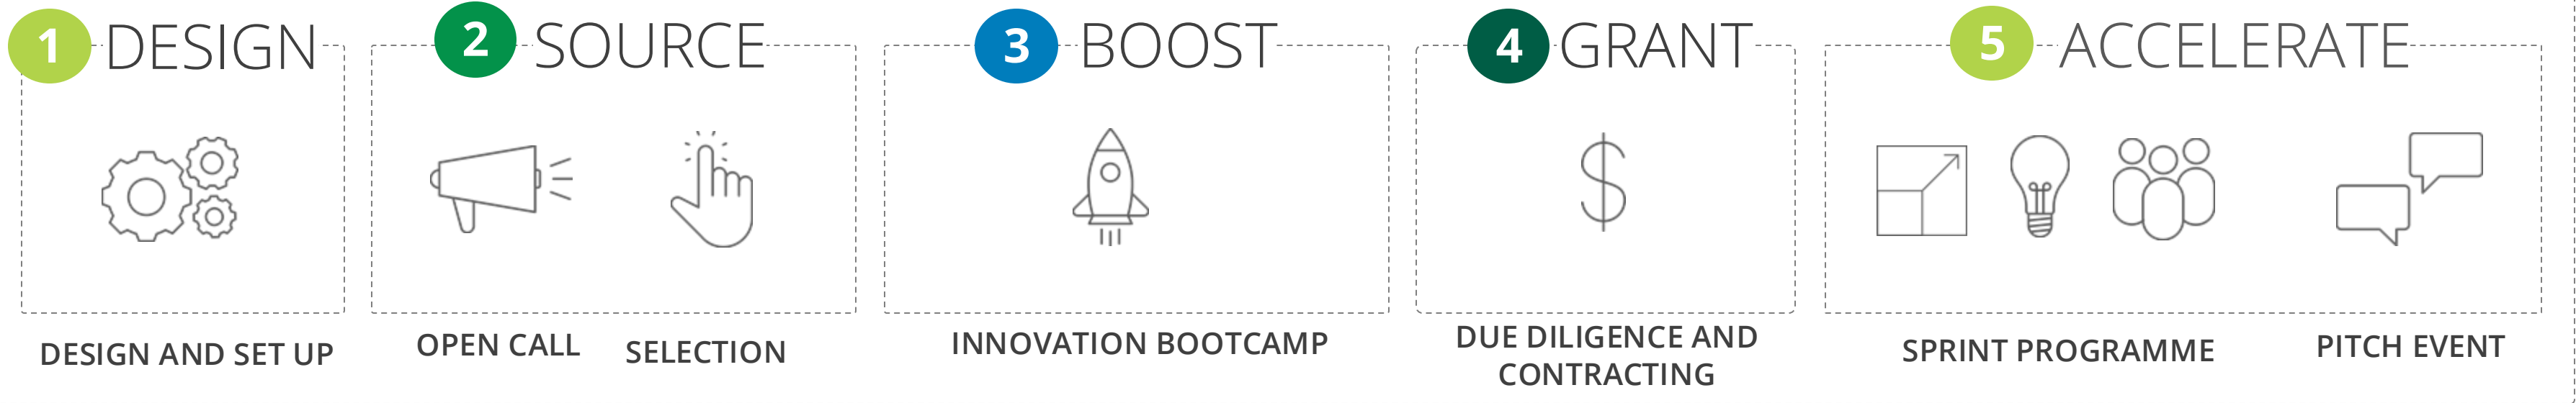 1 DESIGN
DESIGN AND SET UP
2 SOURCE
OPEN CALL
SELECTION
3 BOOST
INNOVATION BOOTCAMP
4 GRANT
DUE DILIGENCE AND
CONTRACTING
5 ACCELERATE
SPRINT PROGRAMME
PITCH EVENT